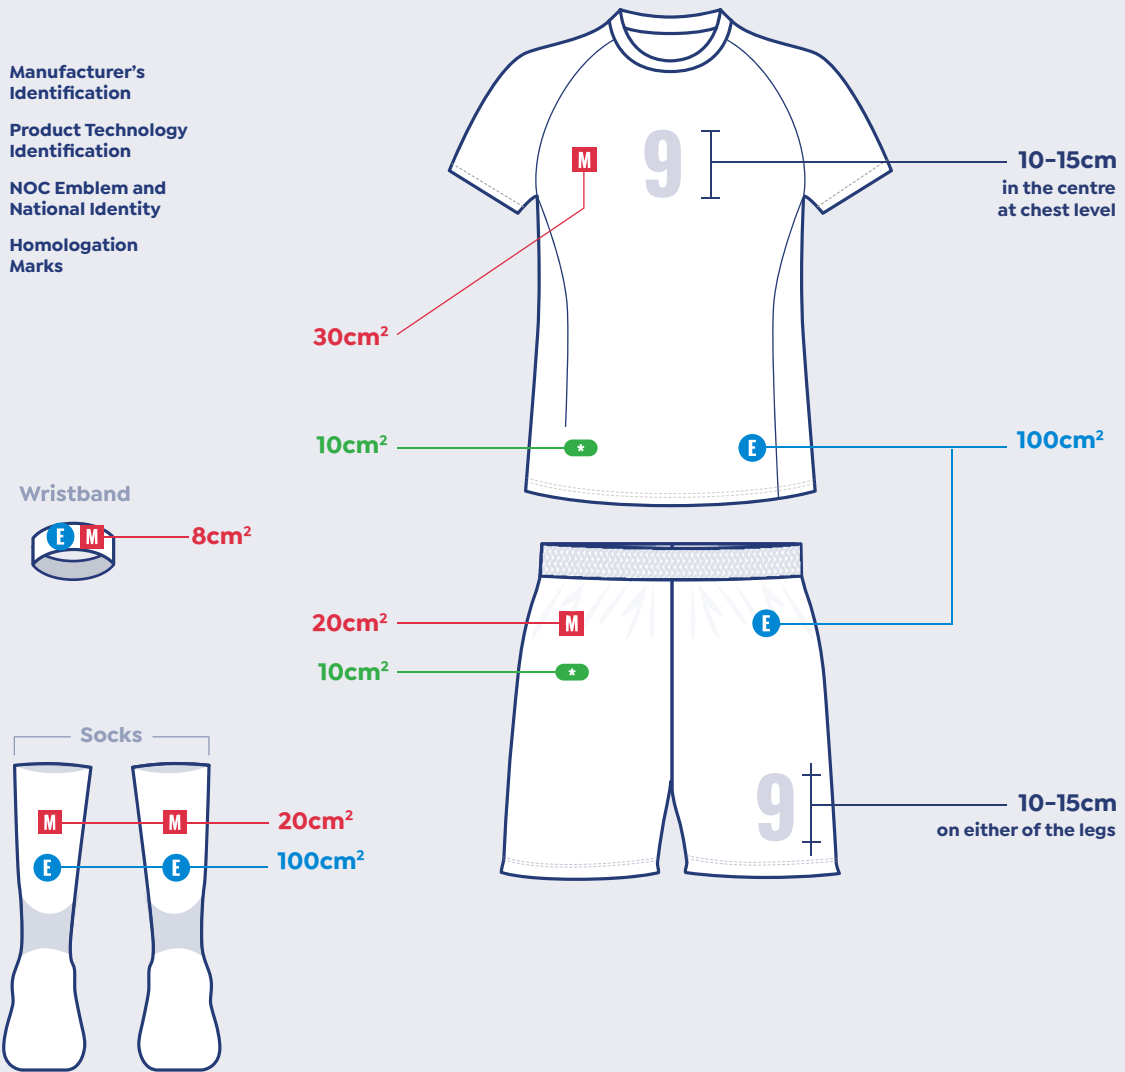 Manufacturer's
Identification
Product Technology
Identification
NOC Emblem and
National Identity
Homologation
Marks
9
M
10-15cm
in the centre
at chest level
30cm²
10cm²
*
E
100cm²
Wristband
E
M
8cm²
20cm²
M
E
10cm²
*
Socks
9
10-15cm
on either of the legs
M
M
20cm²
E
E
100cm²